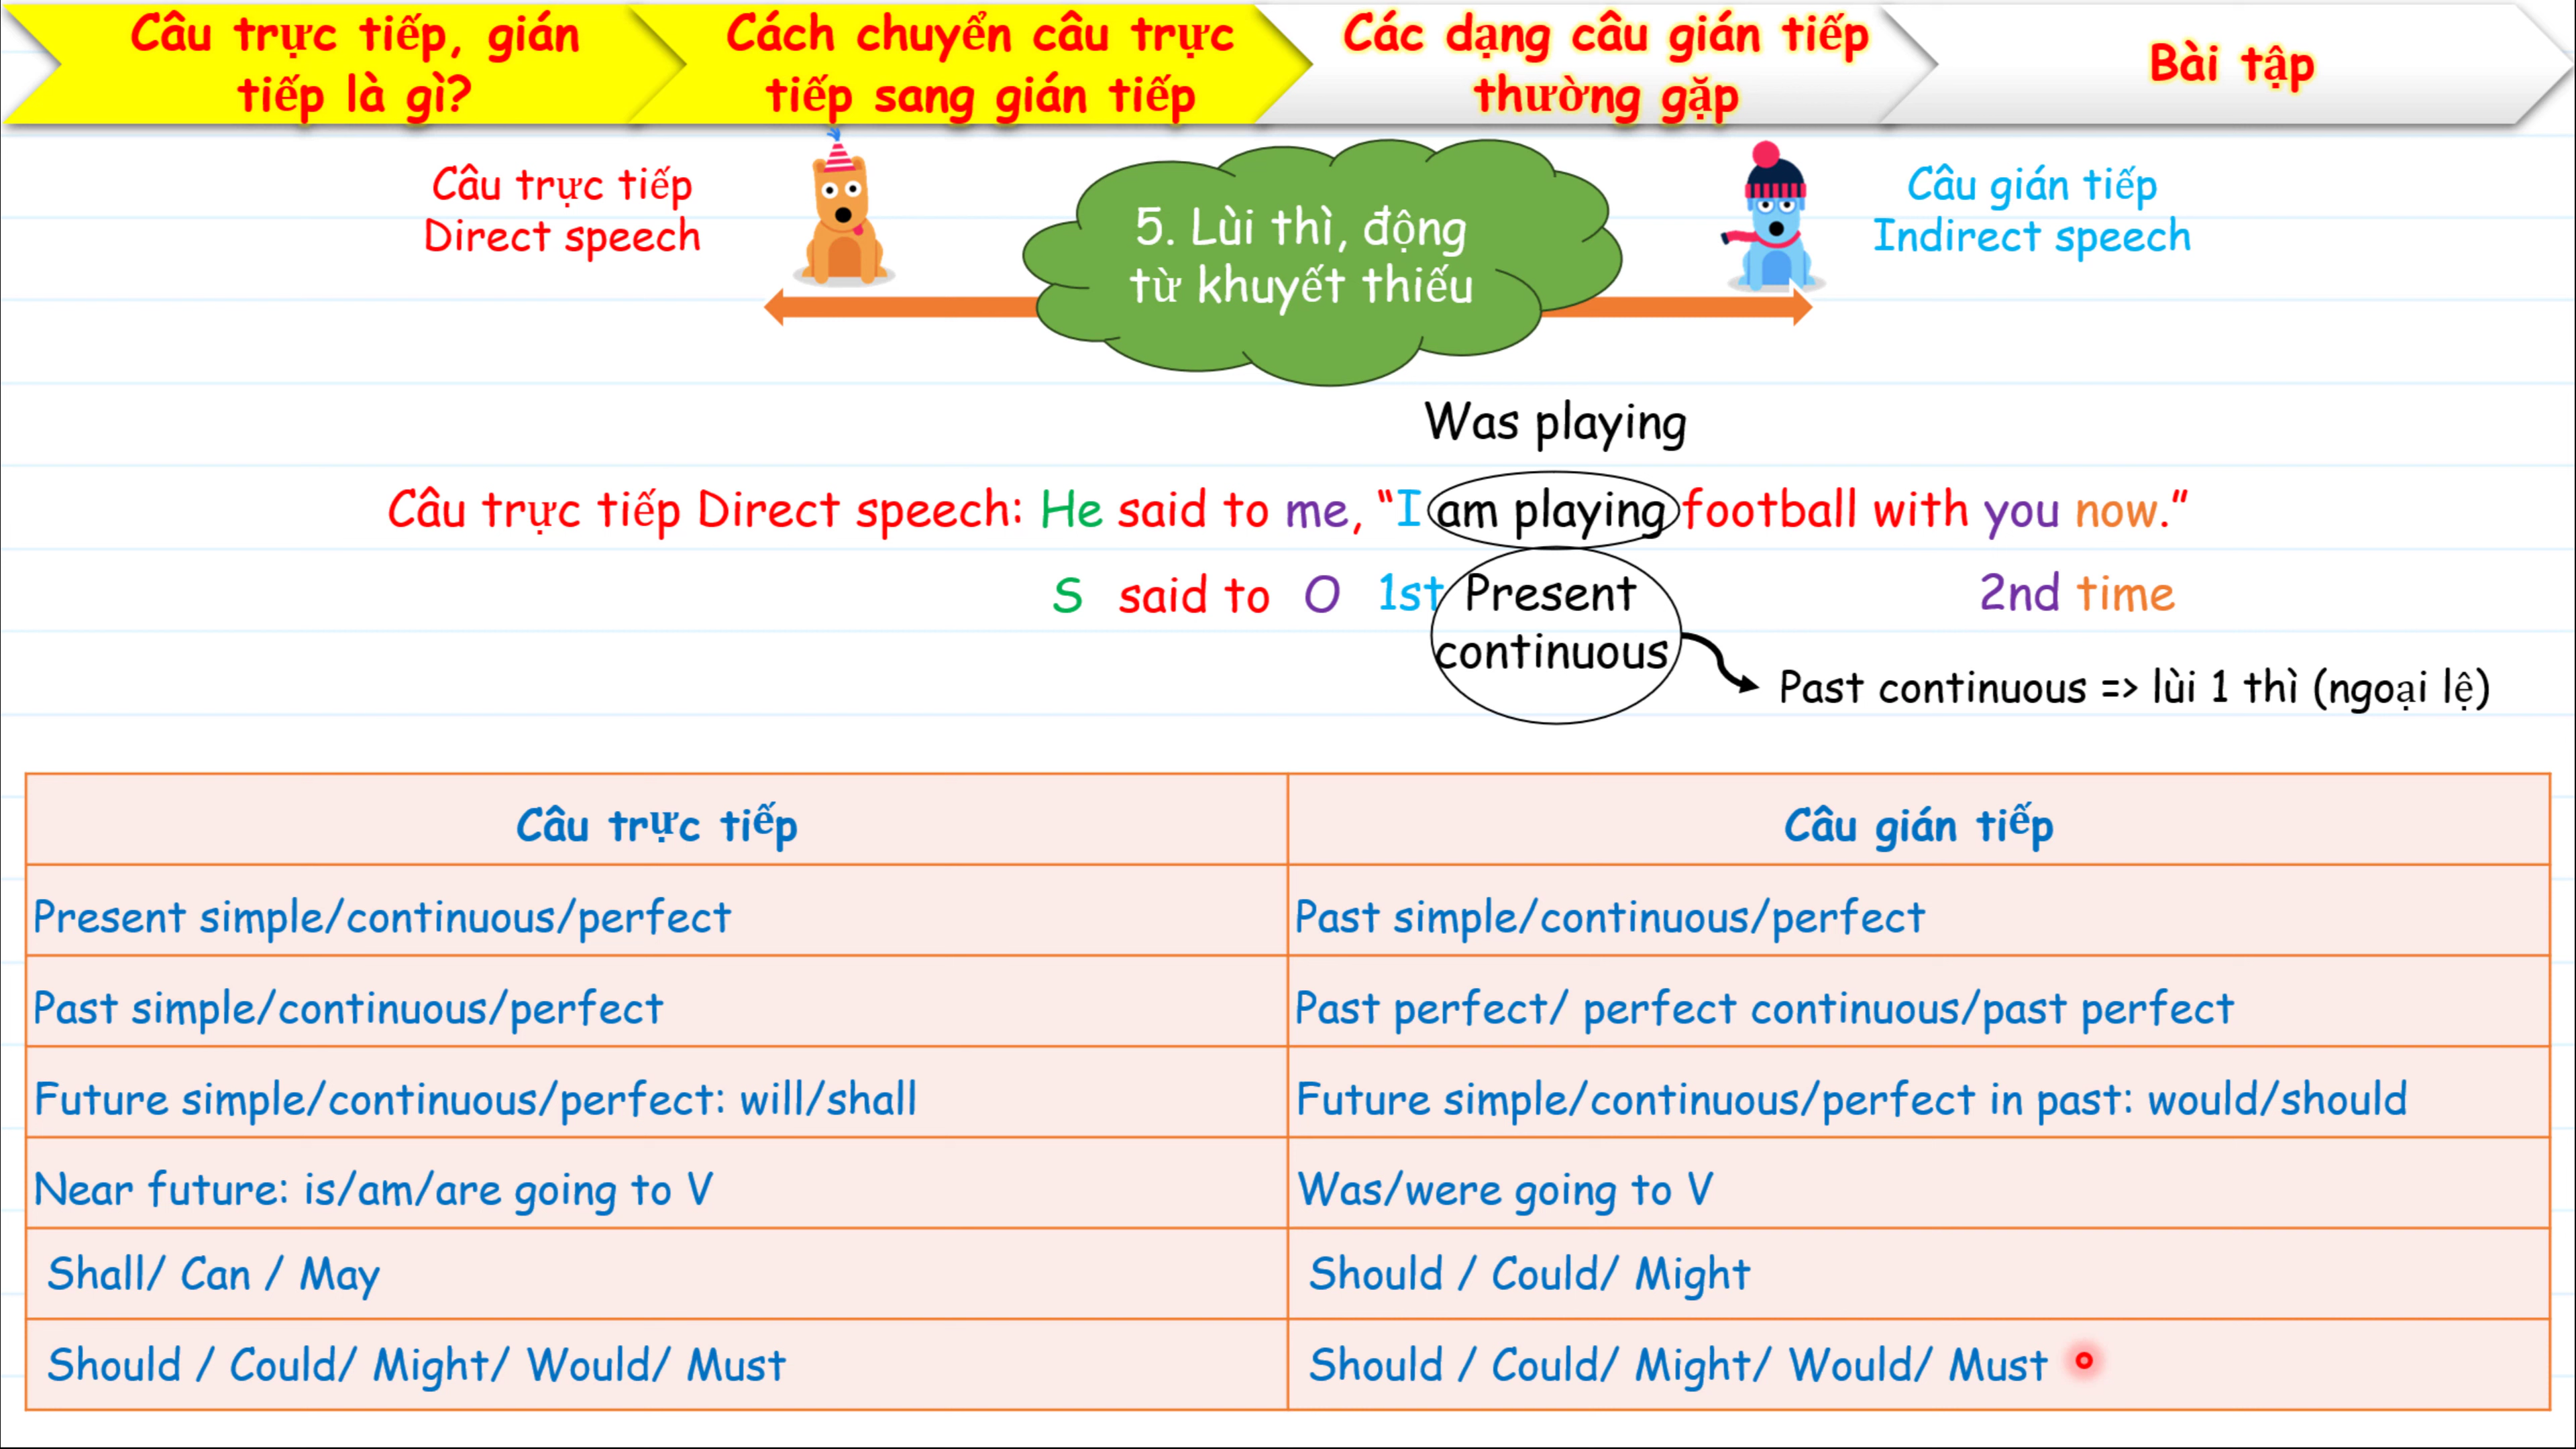 Câu trực tiếp, gián
tiếp là gì?
Cách chuyển câu trực
tiếp sang gián tiếp
Các dạng câu gián tiếp
thường gặp
Bài tập
Câu trực tiếp
Direct speech
5. Lùi thì, động
từ khuyết thiếu
Câu gián tiếp
Indirect speech
Was playing
Câu trực tiếp Direct speech: He said to me, “I am playing football with you now.”
S said to O 1st Present 2nd time
continuous
Past continuous => lùi 1 thì (ngoại lệ)
Câu trực tiếp Câu gián tiếp
Present simple/continuous/perfect Past simple/continuous/perfect
Past simple/continuous/perfect Past perfect/ perfect continuous/past perfect
Future simple/continuous/perfect: will/shall Future simple/continuous/perfect in past: would/should
Near future: is/am/are going to V Was/were going to V
Shall/ Can / May Should / Could/ Might
Should / Could/ Might/ Would/ Must Should / Could/ Might/ Would/ Must